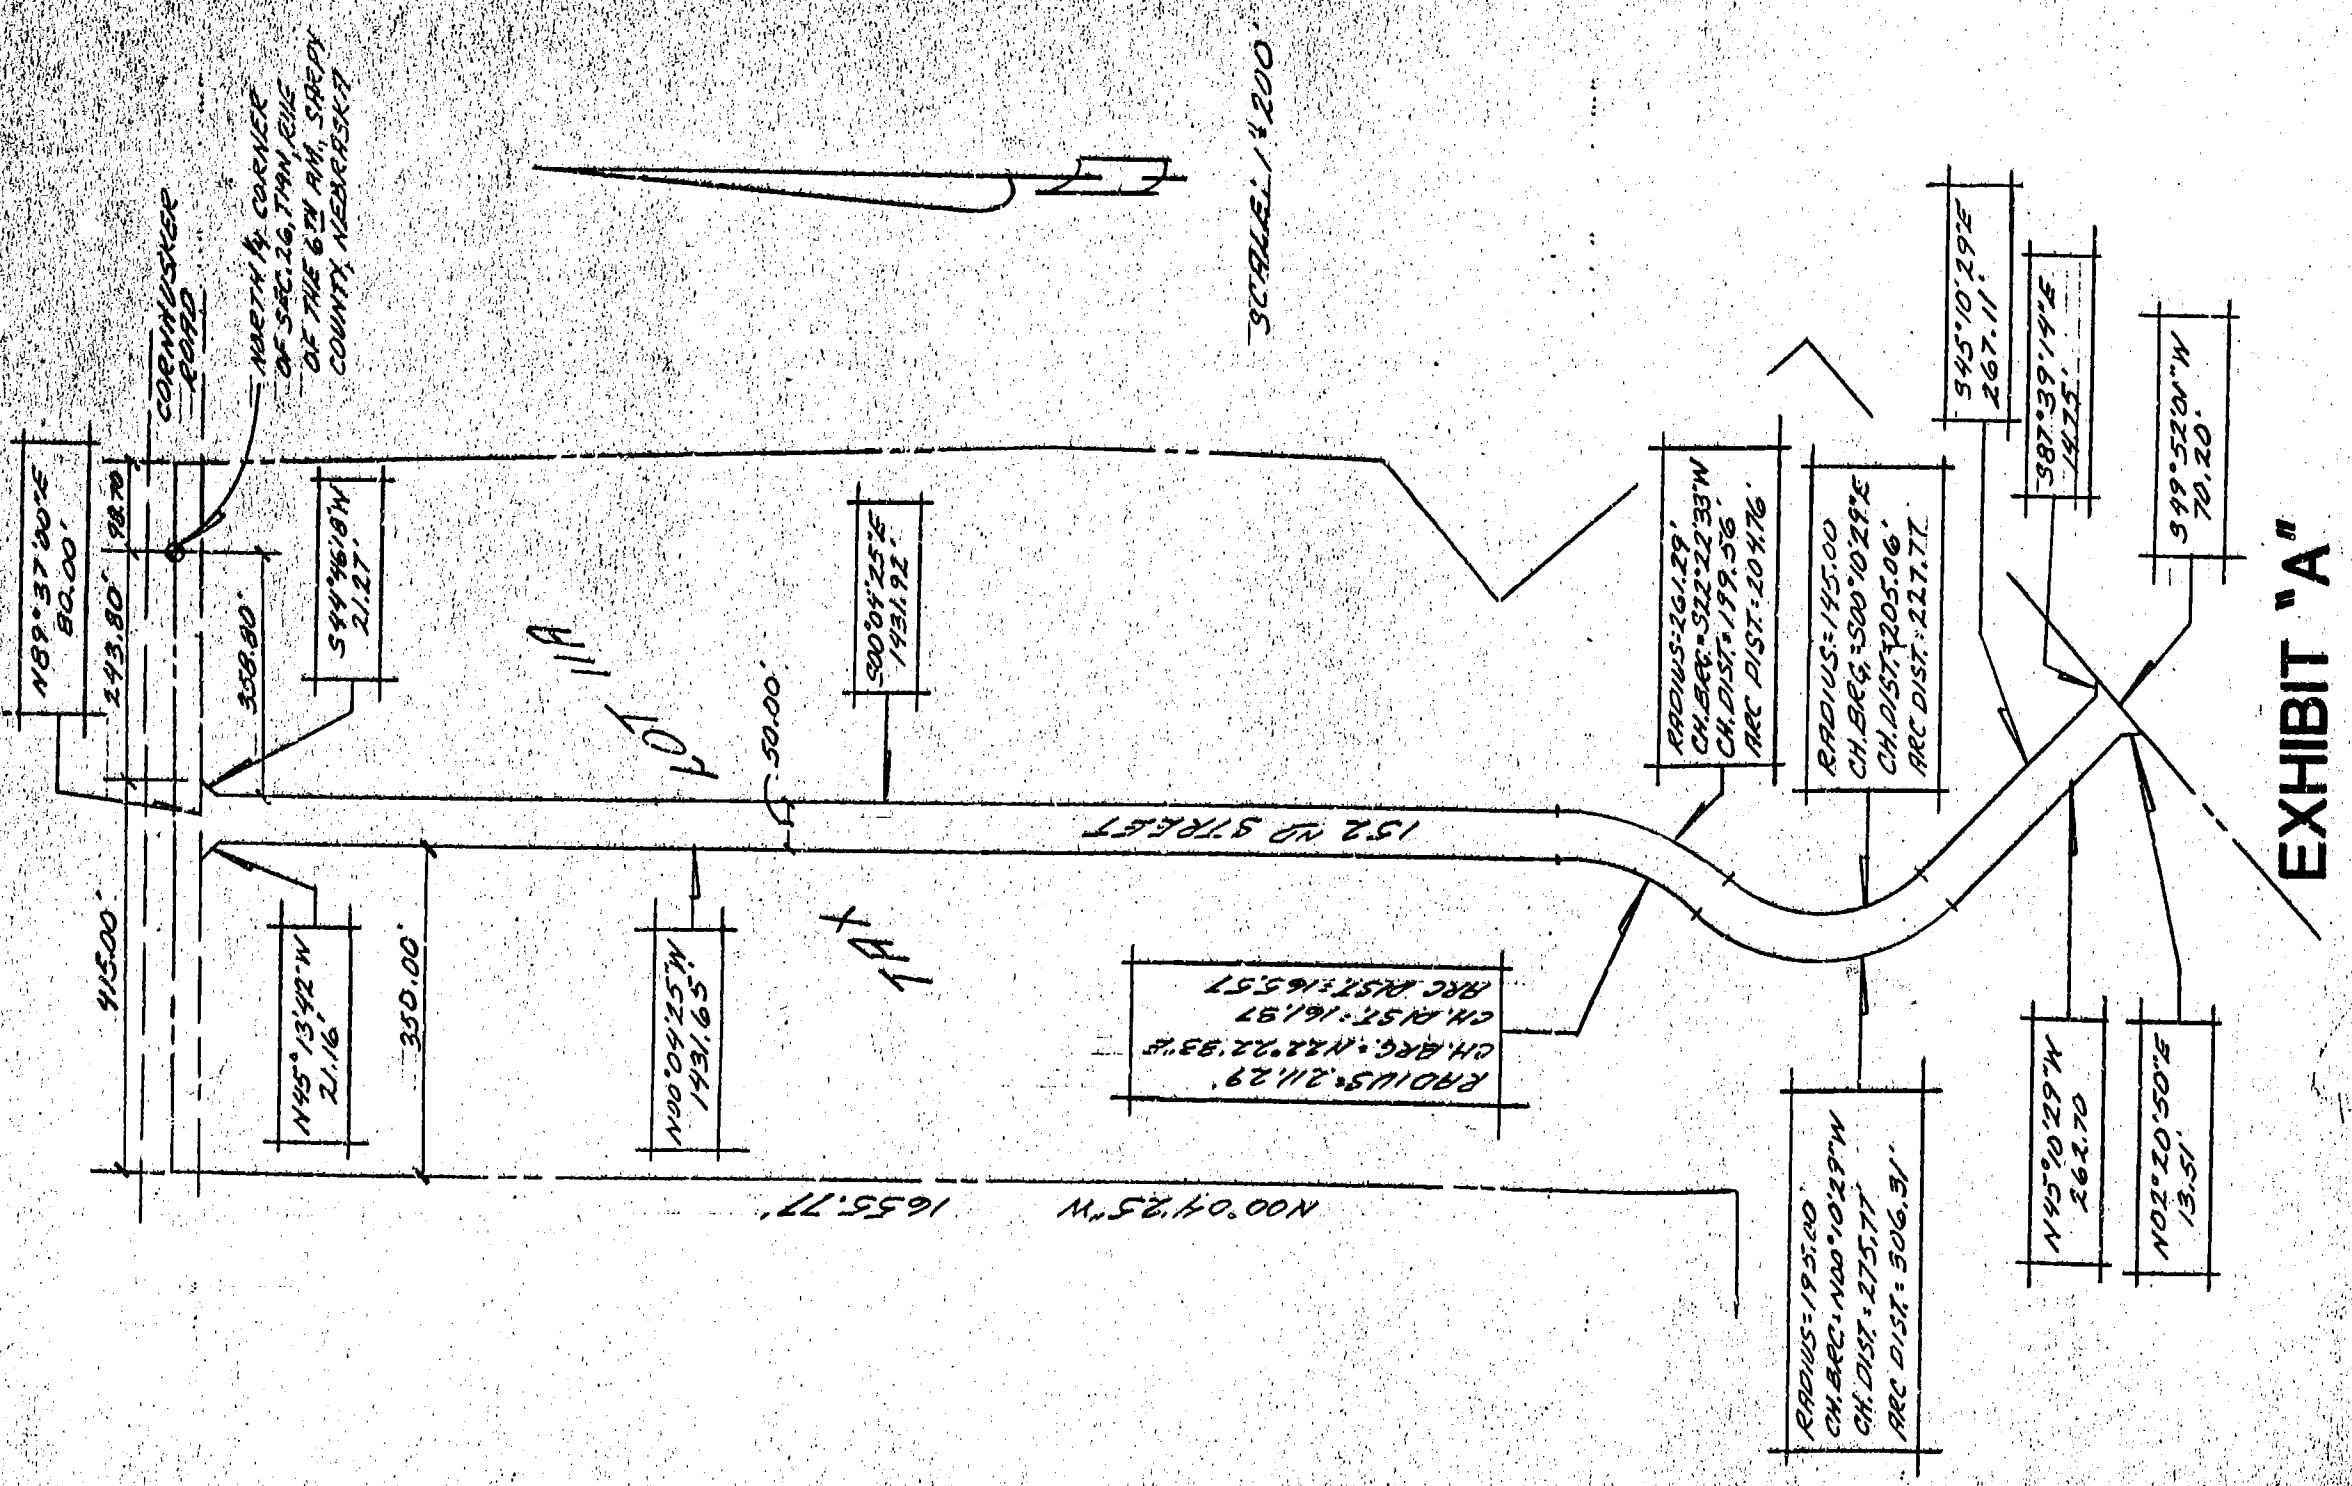 N89°37'00"E
80.00'
243.80'
98.70
CORNHUSKER
ROAD
NORTH 1/4 CORNER
OF SEC. 26, T14N, R11E
OF THE 6TH P.M., SARPY
COUNTY, NEBRASKA
358.80'
S44°46'18"W
21.27'
415.00'
N45°13'42"W
21.16'
350.00'
LOT
50.00'
S00°04'25"E
1431.92'
N00°04'25"W
1431.65'
SCALE: 1"=200'
152 ND STREET
N00°04'25"W 1655.77'
RADIUS=211.29'
CH. BRG.=N22°22'33"E
CH. DIST.=161.37
ARC DIST.=165.57
RADIUS=261.29'
CH. BRG.=S22°22'33"W
CH. DIST.=199.56'
ARC DIST.=204.76'
RADIUS=145.00
CH. BRG.=S00°10'29"E
CH. DIST.=205.06'
ARC DIST.=227.77
RADIUS=195.00'
CH. BRG.=N00°10'29"W
CH. DIST.=275.77
ARC DIST.=306.31'
S45°10'29"E
267.11'
S87°39'14"E
14.75'
S49°52'01"W
70.20'
N45°10'29"W
262.70
N02°20'50"E
13.51'
EXHIBIT "A"